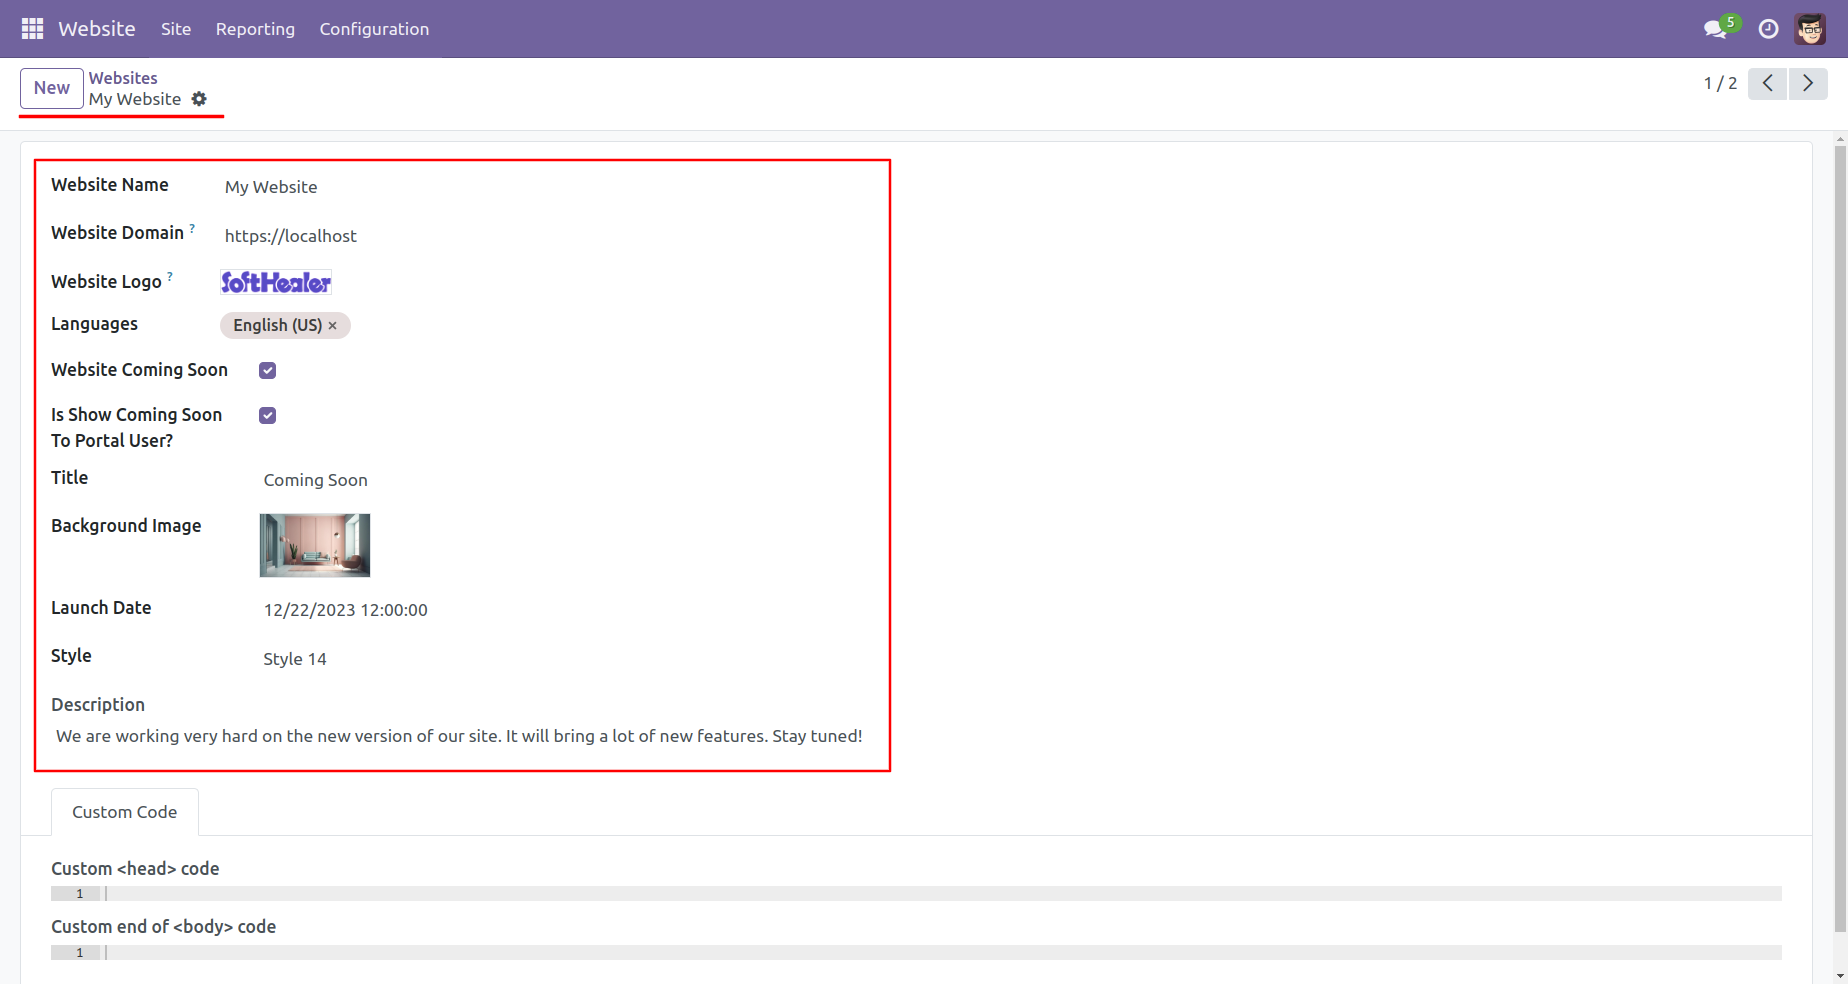 Website Site Reporting Configuration 5
New Websites
My Website
1 / 2
Website Name My Website
Website Domain ? https://localhost
Website Logo ? SoftHealer
Languages English (US) ×
Website Coming Soon
Is Show Coming Soon
To Portal User?
Title Coming Soon
Background Image
Launch Date 12/22/2023 12:00:00
Style Style 14
Description
We are working very hard on the new version of our site. It will bring a lot of new features. Stay tuned!
Custom Code
Custom <head> code
1
Custom end of <body> code
1